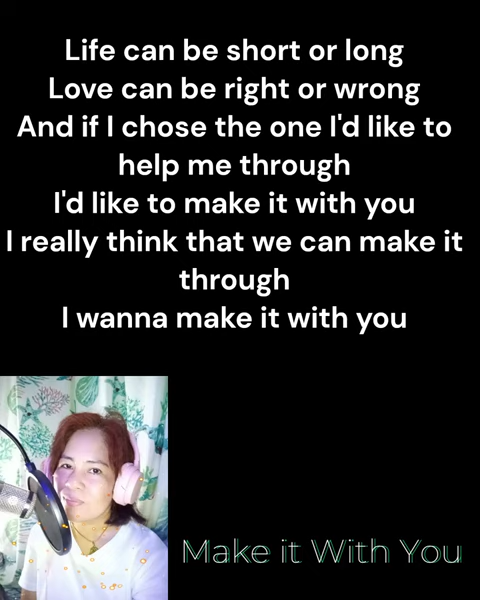 Life can be short or long
Love can be right or wrong
And if I chose the one I'd like to
help me through
I'd like to make it with you
I really think that we can make it
through
I wanna make it with you
Make it With You